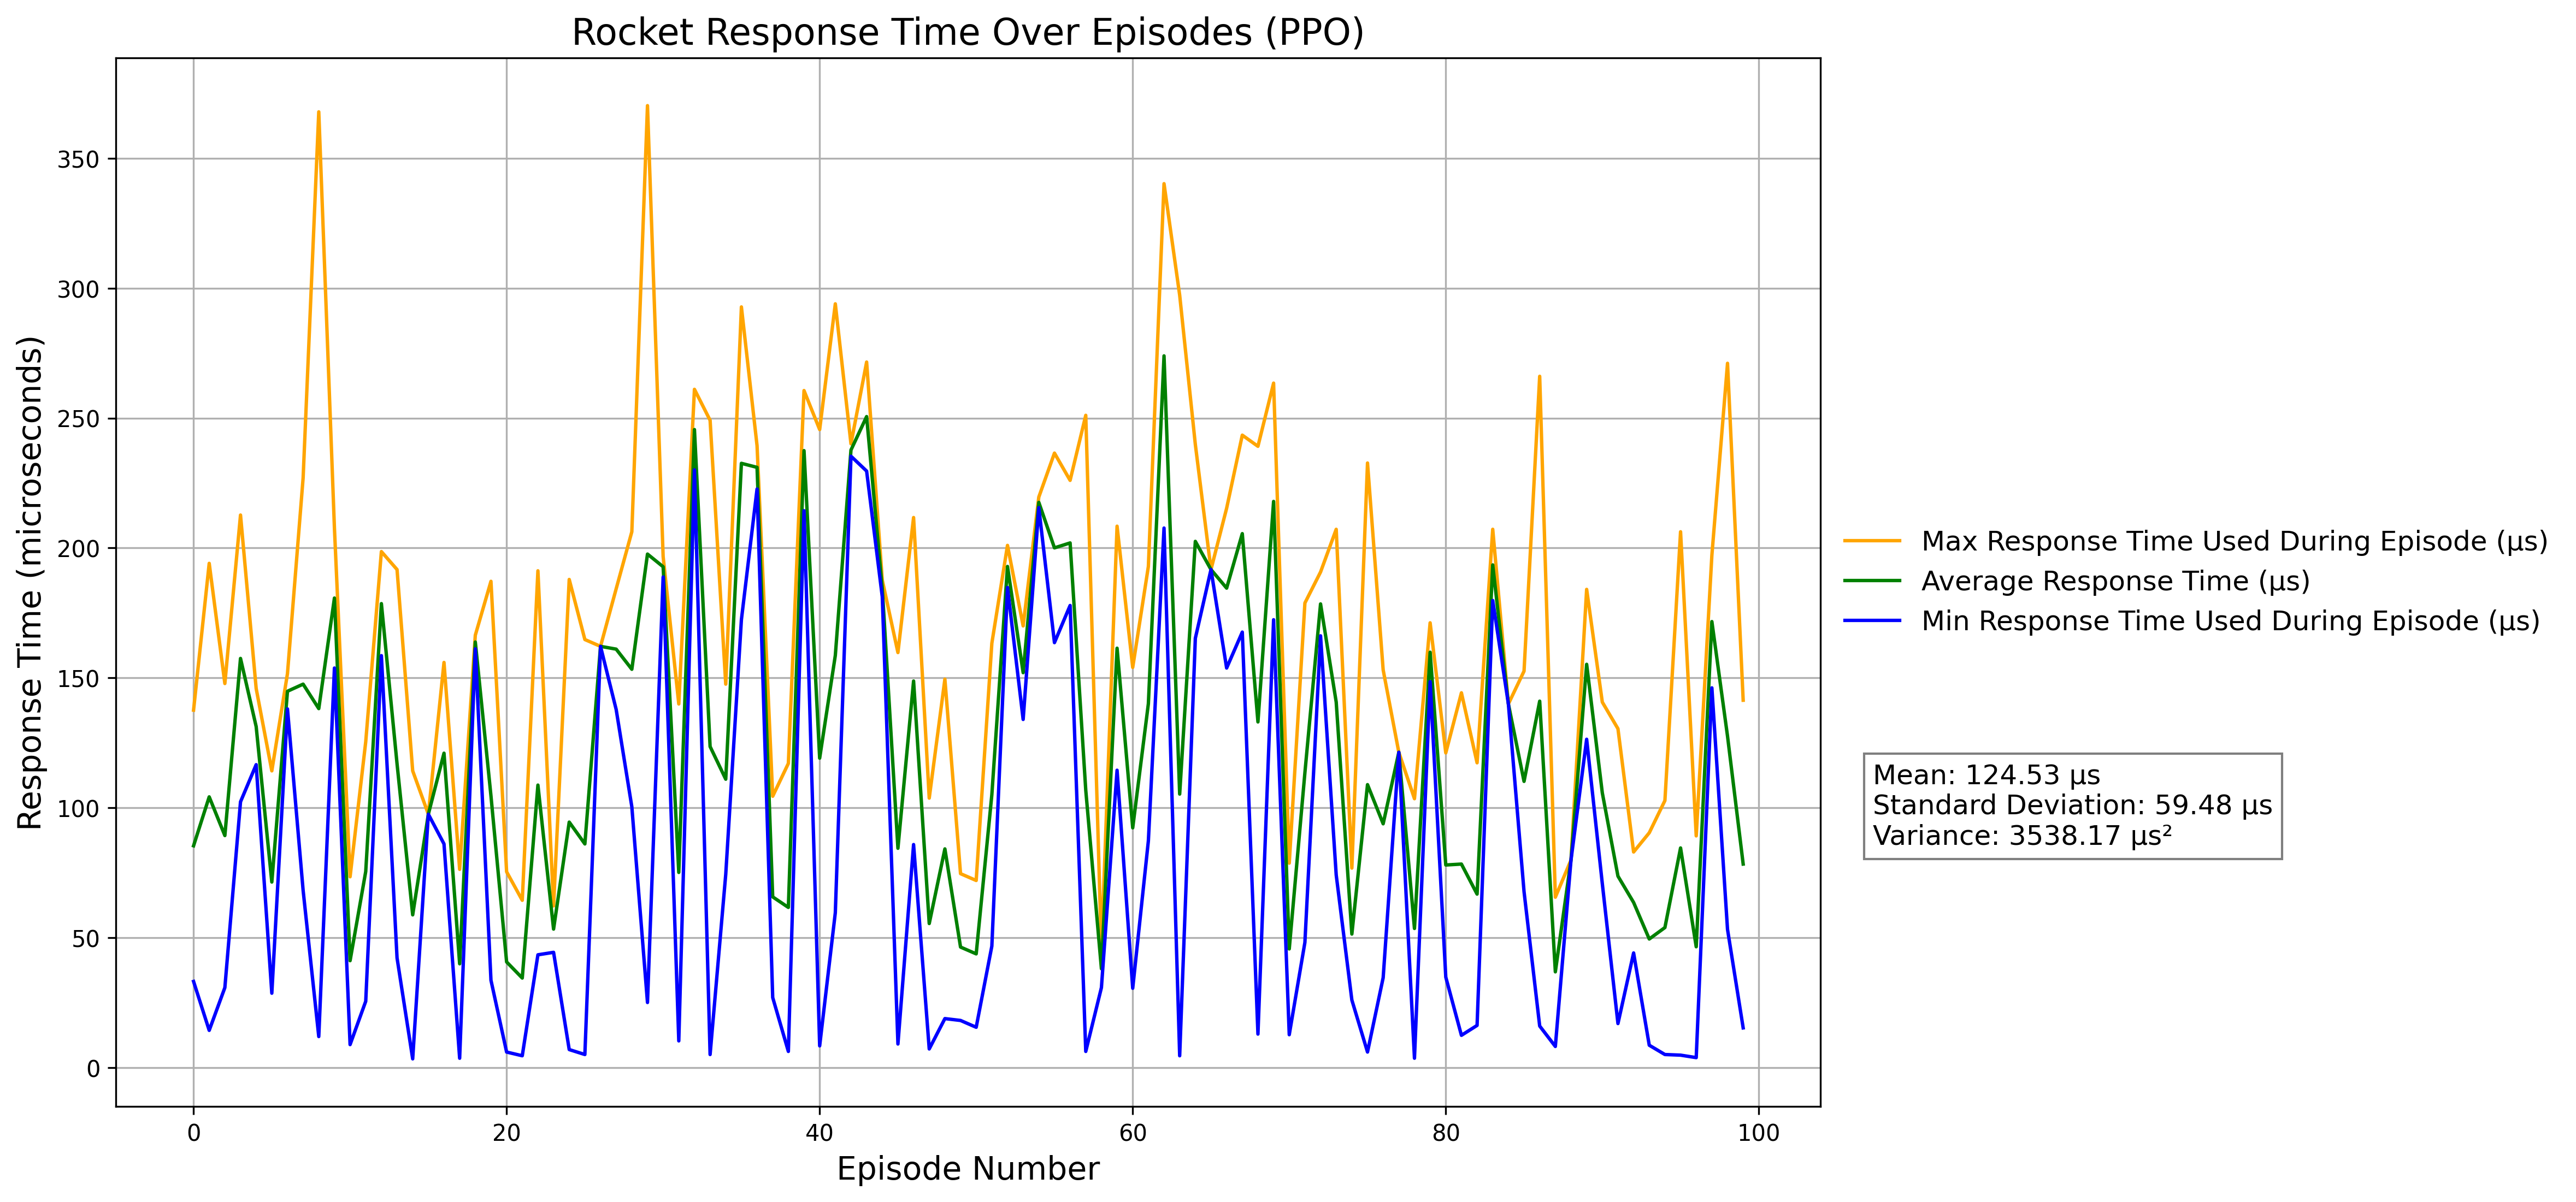 Rocket Response Time Over Episodes (PPO)
Response Time (microseconds)
350
300
250
200
150
100
50
0
0
20
40
60
80
100
Episode Number
Max Response Time Used During Episode (µs)
Average Response Time (µs)
Min Response Time Used During Episode (µs)
Mean: 124.53 µs
Standard Deviation: 59.48 µs
Variance: 3538.17 µs²